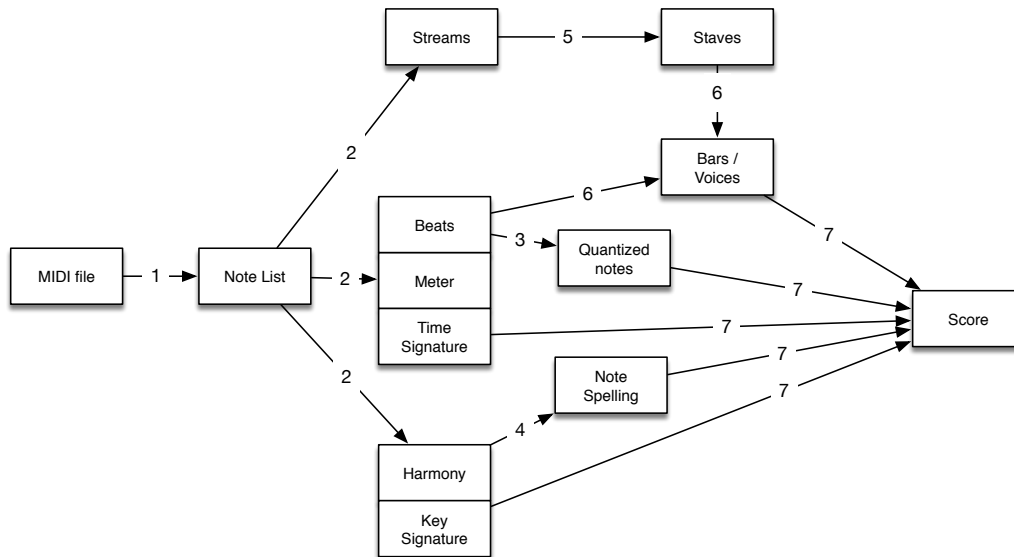 Streams
5
Staves
6
2
Bars /
Voices
6
Beats
3
Quantized
notes
7
MIDI file
1
Note List
2
Meter
7
Time
Signature
7
Score
2
7
Note
Spelling
7
4
Harmony
Key
Signature